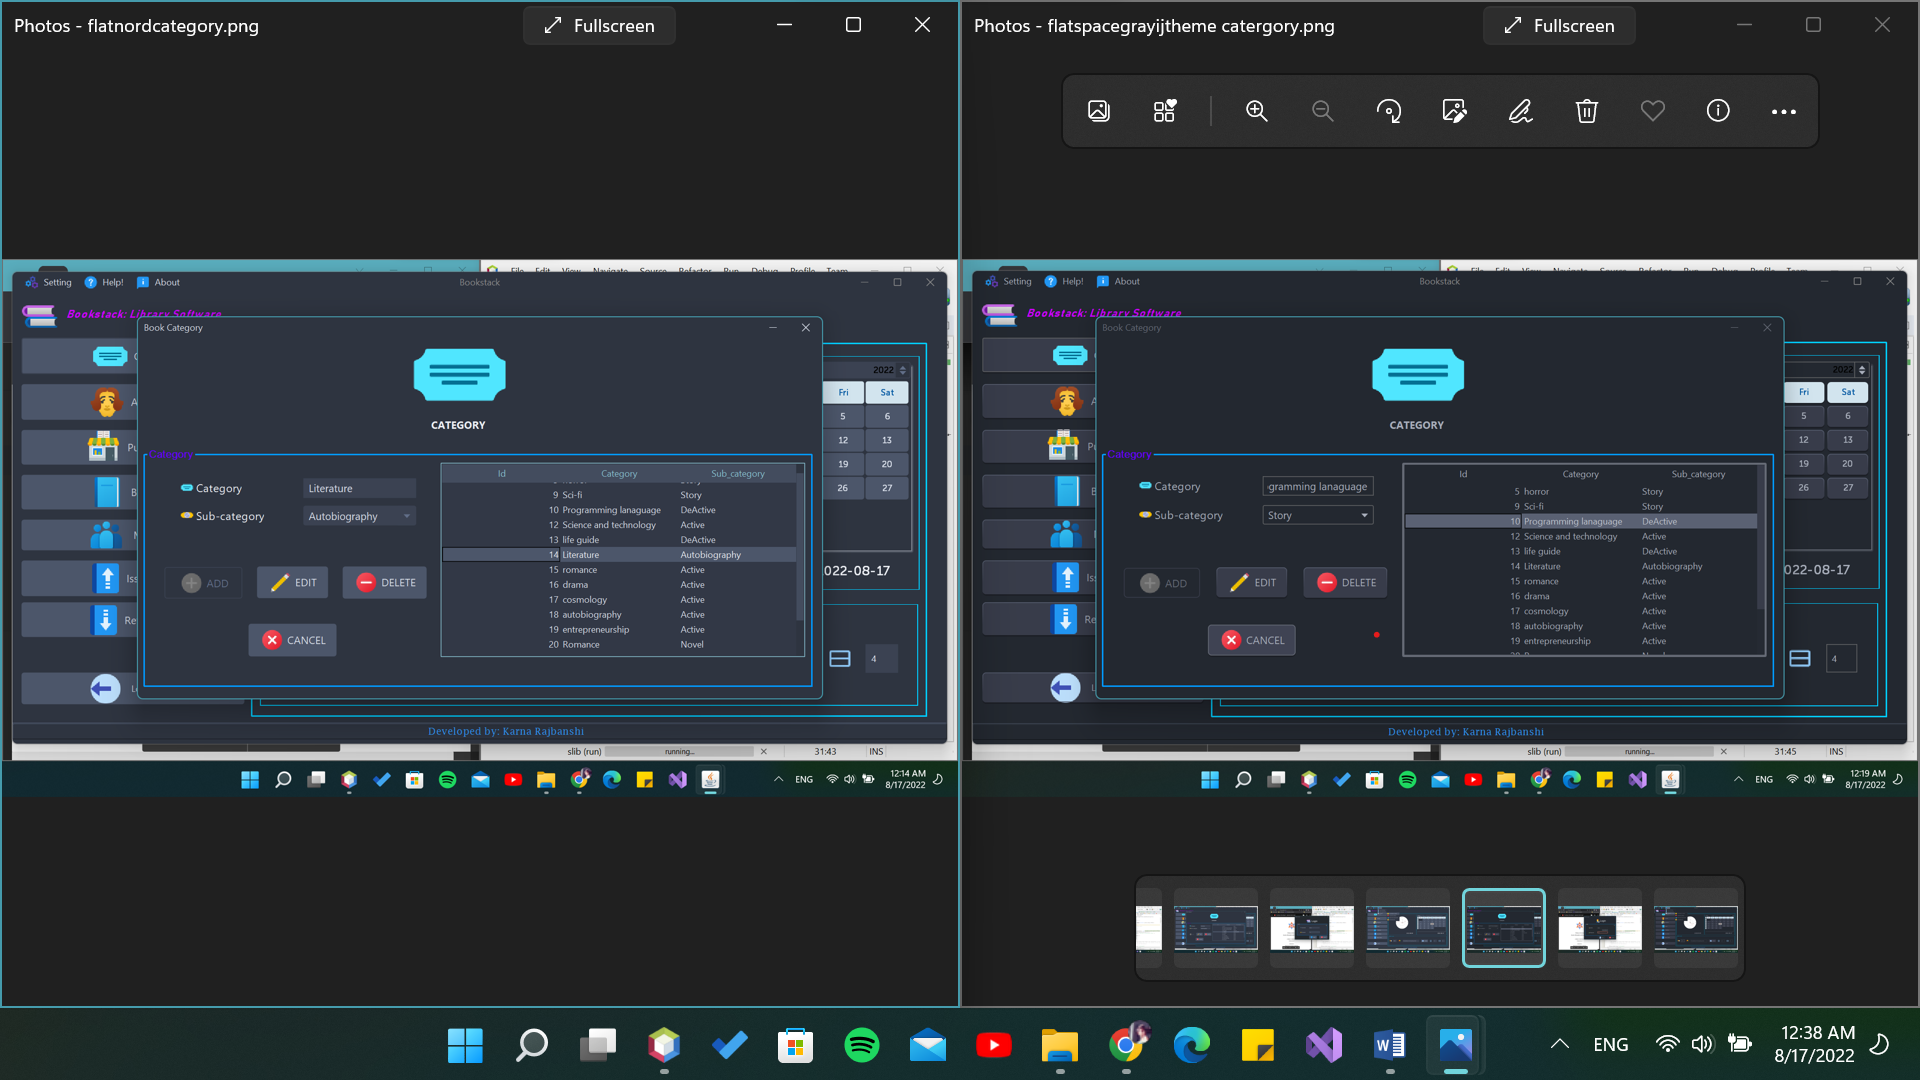 Photos - flatnordcategory.png
Fullscreen
Setting Help! About
Bookstack
Bookstack: Library Software
Book Category
CATEGORY
Category
Category Literature
Sub-category Autobiography
ADD EDIT DELETE
CANCEL
Id Category Sub_category
9 Sci-fi Story
10 Programming lanaguage DeActive
12 Science and technology Active
13 life guide DeActive
14 Literature Autobiography
15 romance Active
16 drama Active
17 cosmology Active
18 autobiography Active
19 entrepreneurship Active
20 Romance Novel
2022
Fri Sat
5 6
12 13
19 20
26 27
022-08-17
4
Developed by: Karna Rajbanshi
slib (run) running... 31:43 INS
ENG 12:14 AM
8/17/2022
Photos - flatspacegrayijtheme catergory.png
Fullscreen
Setting Help! About
Bookstack
Bookstack: Library Software
Book Category
CATEGORY
Category
Category gramming lanaguage
Sub-category Story
ADD EDIT DELETE
CANCEL
Id Category Sub_category
5 horror Story
9 Sci-fi Story
10 Programming lanaguage DeActive
12 Science and technology Active
13 life guide DeActive
14 Literature Autobiography
15 romance Active
16 drama Active
17 cosmology Active
18 autobiography Active
19 entrepreneurship Active
2022
Fri Sat
5 6
12 13
19 20
26 27
022-08-17
4
Developed by: Karna Rajbanshi
slib (run) running... 31:45 INS
ENG 12:19 AM
8/17/2022
ENG 12:38 AM
8/17/2022